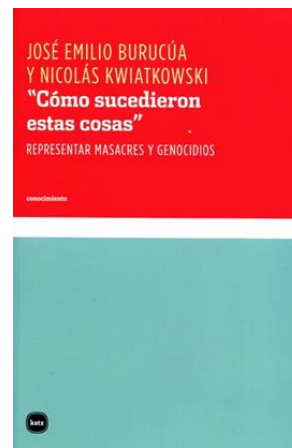 JOSÉ EMILIO BURUCÚA
Y NICOLÁS KWIATKOWSKI
"Cómo sucedieron
estas cosas"
REPRESENTAR MASACRES Y GENOCIDIOS
conocimiento
katz